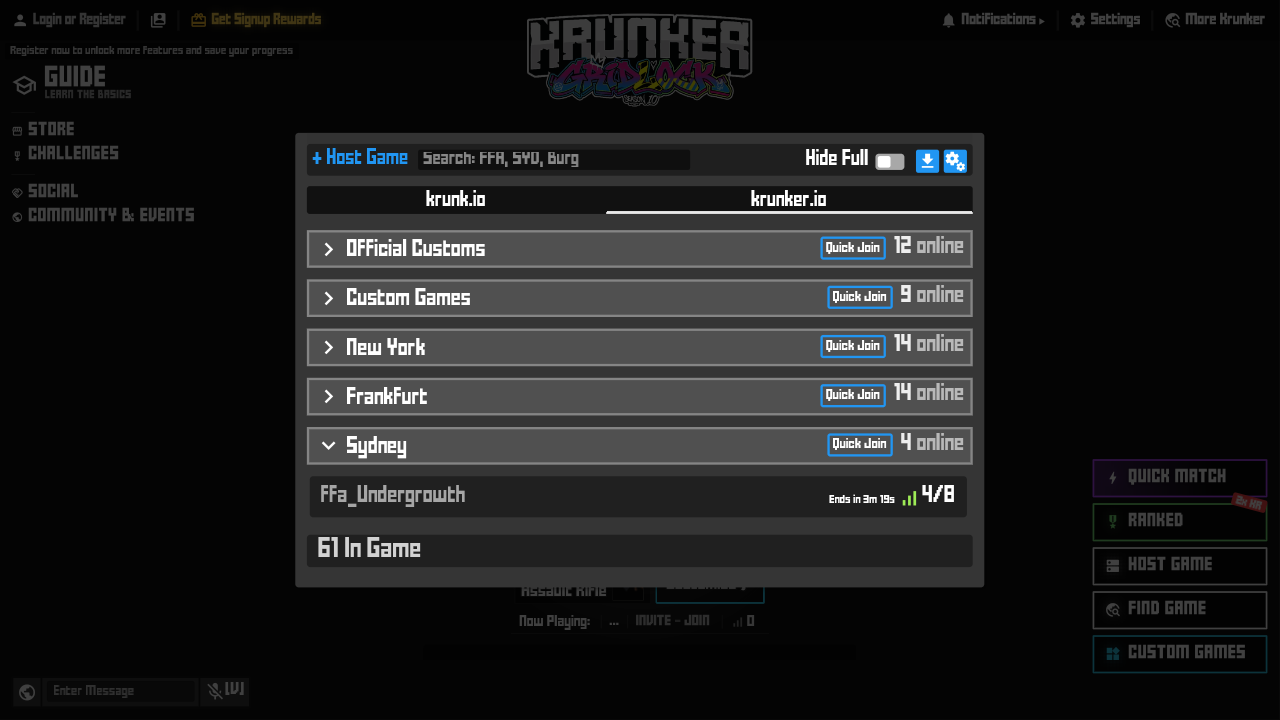 Login or Register
Get Signup Rewards
Notifications
Settings
More Krunker
Register now to unlock more features and save your progress
KRUNKER
GRIDLOCK
GUIDE
LEARN THE BASICS
STORE
CHALLENGES
SOCIAL
COMMUNITY & EVENTS
+ Host Game
Search: FFA, SYD, Burg
Hide Full
krunk.io
krunker.io
Official Customs
Quick Join
12 online
Custom Games
Quick Join
9 online
New York
Quick Join
14 online
Frankfurt
Quick Join
14 online
Sydney
Quick Join
4 online
FFa_Undergrowth
Ends in 3m 19s
4/8
61 In Game
QUICK MATCH
2x KR
RANKED
HOST GAME
FIND GAME
CUSTOM GAMES
Assault Rifle
Now Playing:
...
INVITE - JOIN
0
Enter Message
[V]